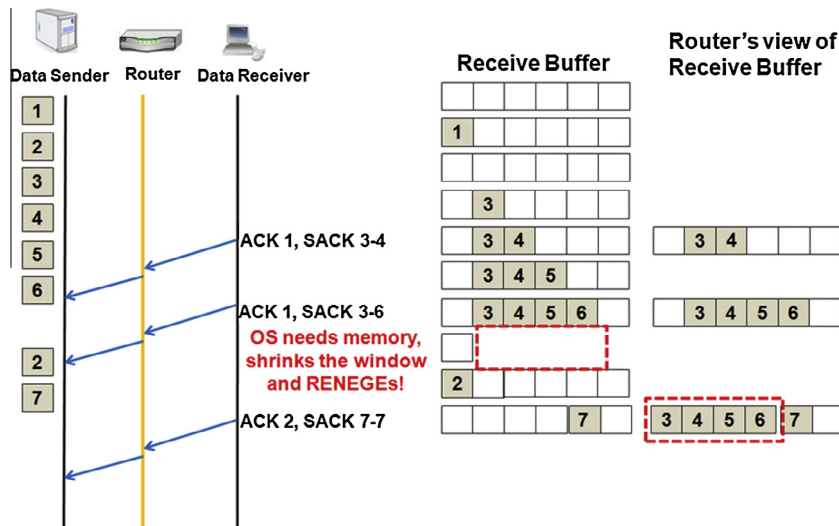 Data Sender
Router
Data Receiver
Receive Buffer
Router's view of
Receive Buffer
1
2
3
4
5
6
2
7
ACK 1, SACK 3-4
ACK 1, SACK 3-6
OS needs memory,
shrinks the window
and RENEGEs!
ACK 2, SACK 7-7
1
3
3 4
3 4 5
3 4 5 6
2
7
3 4
3 4 5 6
3 4 5 6 7